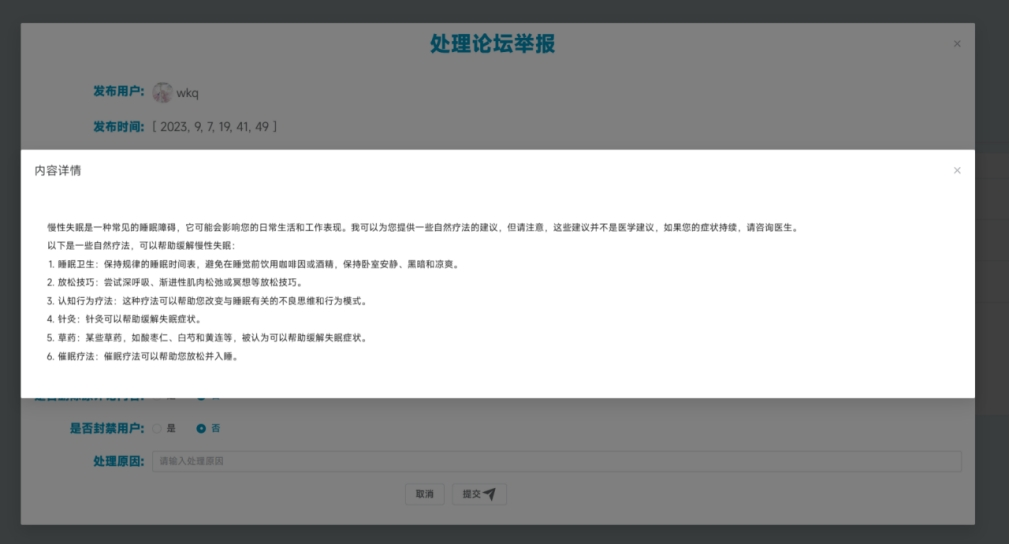 处理论坛举报
×
发布用户: wkq
发布时间: [ 2023, 9, 7, 19, 41, 49 ]
内容详情
×
慢性失眠是一种常见的睡眠障碍，它可能会影响您的日常生活和工作表现。我可以为您提供一些自然疗法的建议，但请注意，这些建议并不是医学建议，如果您的症状持续，请咨询医生。
以下是一些自然疗法，可以帮助缓解慢性失眠：
1. 睡眠卫生：保持规律的睡眠时间表，避免在睡觉前饮用咖啡因或酒精，保持卧室安静、黑暗和凉爽。
2. 放松技巧：尝试深呼吸、渐进性肌肉松弛或冥想等放松技巧。
3. 认知行为疗法：这种疗法可以帮助您改变与睡眠有关的不良思维和行为模式。
4. 针灸：针灸可以帮助缓解失眠症状。
5. 草药：某些草药，如酸枣仁、白芍和黄连等，被认为可以帮助缓解失眠症状。
6. 催眠疗法：催眠疗法可以帮助您放松并入睡。
是否封禁用户: 是 否
处理原因: 请输入处理原因
取消 提交